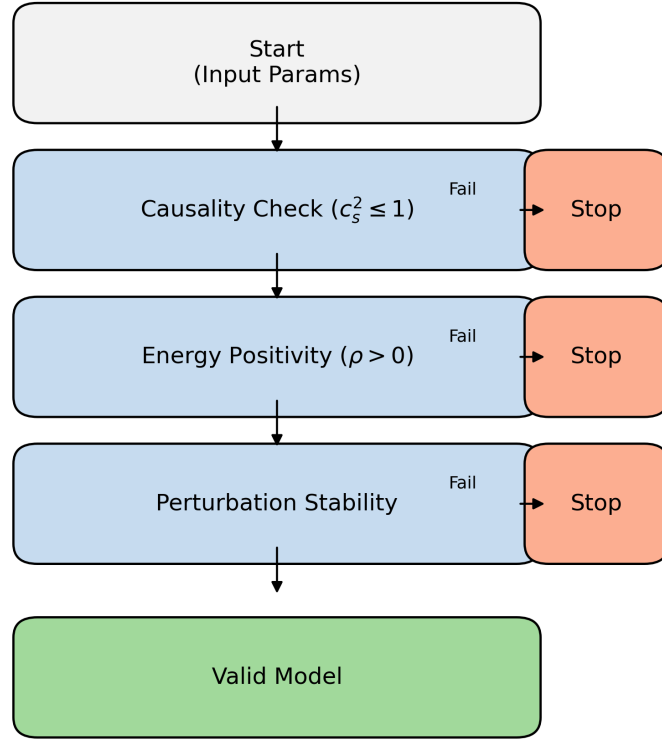 Start
(Input Params)
Causality Check ($c_s^2 \leq 1$)
Fail
Stop
Energy Positivity ($\rho > 0$)
Fail
Stop
Perturbation Stability
Fail
Stop
Valid Model